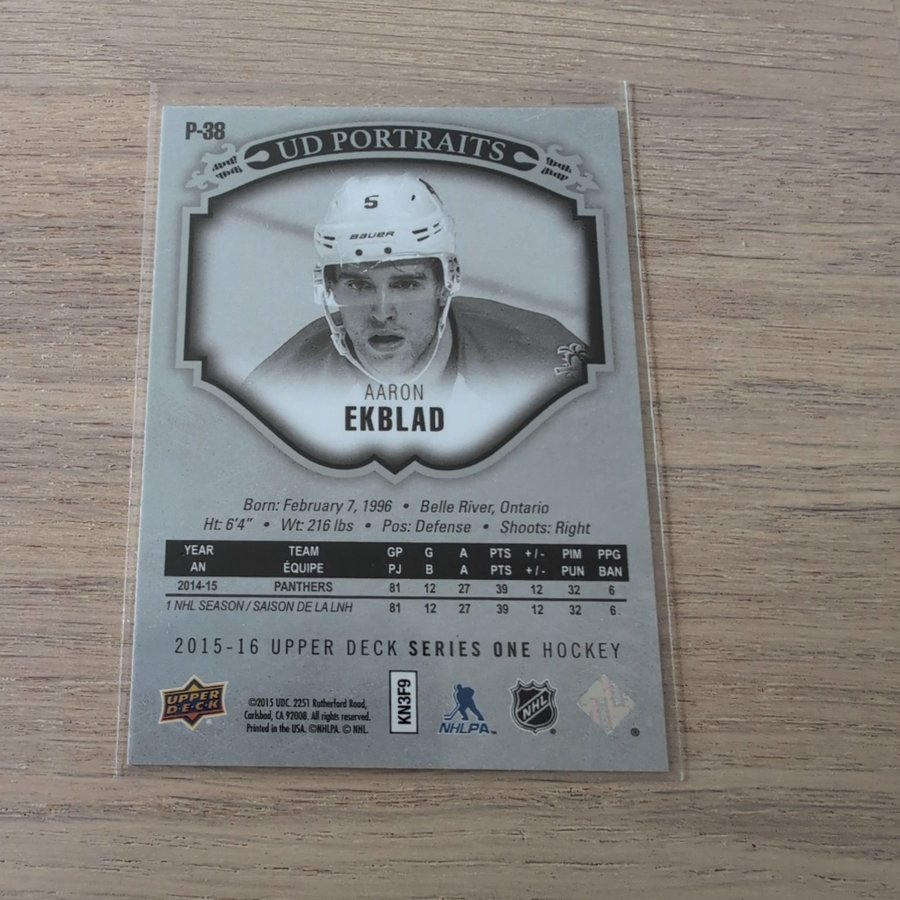 P-38
UD PORTRAITS
5
BAUER
AARON
EKBLAD
Born: February 7, 1996 • Belle River, Ontario
Ht: 6'4" • Wt: 216 lbs • Pos: Defense • Shoots: Right
YEAR TEAM GP G A PTS +/- PIM PPG
AN ÉQUIPE PJ B A PTS +/- PUN BAN
2014-15 PANTHERS 81 12 27 39 12 32 6
1 NHL SEASON / SAISON DE LA LNH 81 12 27 39 12 32 6
2015-16 UPPER DECK SERIES ONE HOCKEY
UPPER
DECK
©2015 UDC. 2251 Rutherford Road,
Carlsbad, CA 92008. All rights reserved.
Printed in the USA. ©NHLPA. © NHL.
KN3F9
NHLPA™
NHL ®
®